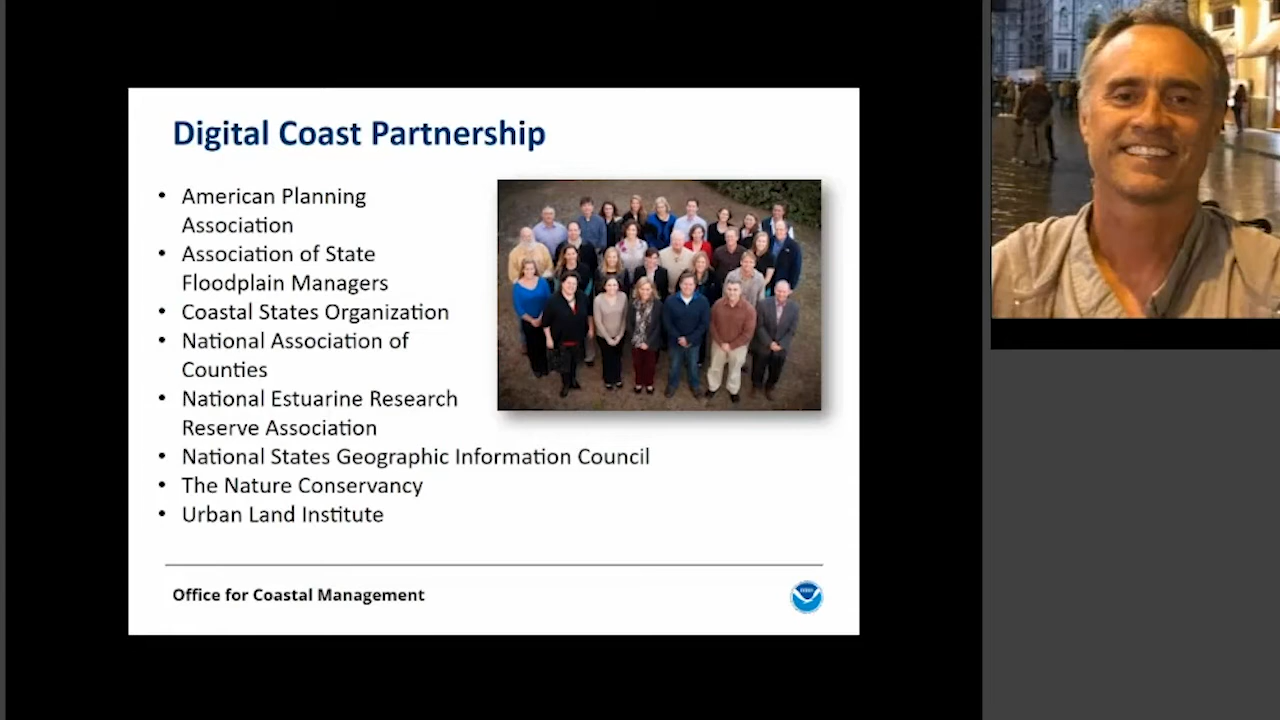 Digital Coast Partnership
• American Planning
Association
• Association of State
Floodplain Managers
• Coastal States Organization
• National Association of
Counties
• National Estuarine Research
Reserve Association
• National States Geographic Information Council
• The Nature Conservancy
• Urban Land Institute
Office for Coastal Management